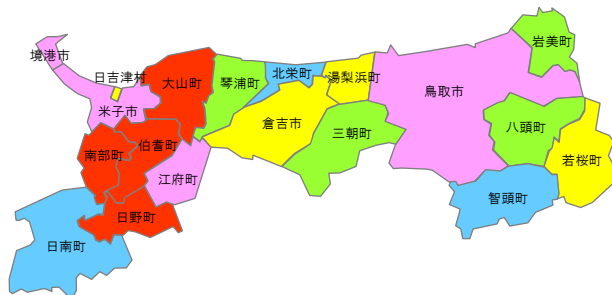 岩美町
境港市
日吉津村
大山町
琴浦町
北栄町
湯梨浜町
鳥取市
米子市
倉吉市
三朝町
八頭町
南部町
伯耆町
若桜町
江府町
智頭町
日野町
日南町